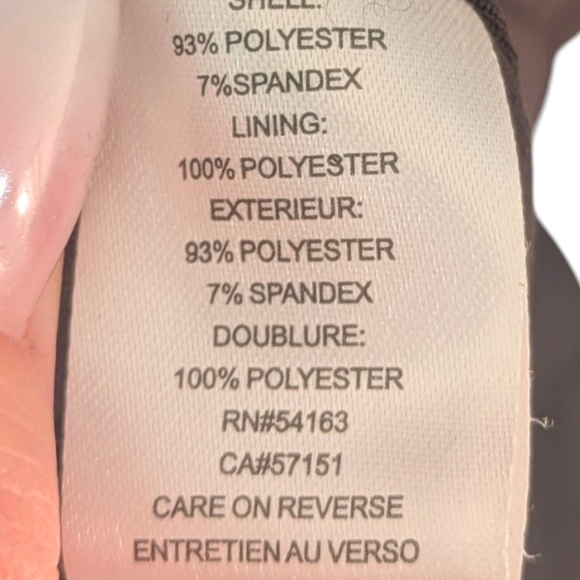 SHELL:
93% POLYESTER
7%SPANDEX
LINING:
100% POLYESTER
EXTERIEUR:
93% POLYESTER
7% SPANDEX
DOUBLURE:
100% POLYESTER
RN#54163
CA#57151
CARE ON REVERSE
ENTRETIEN AU VERSO